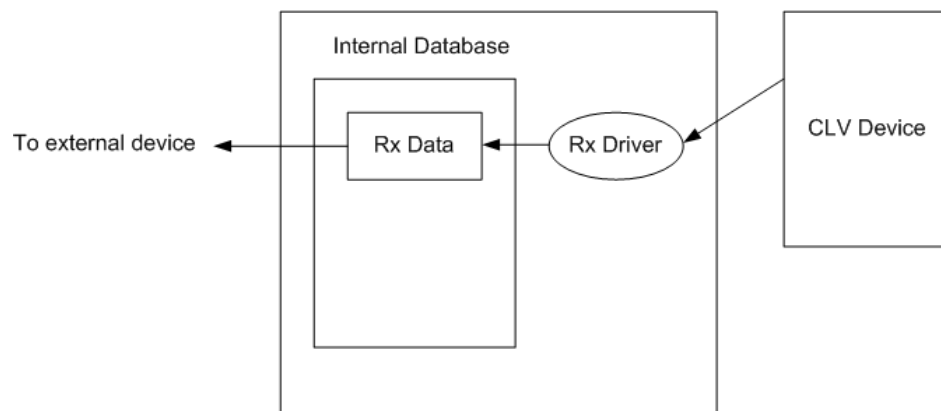 Internal Database
To external device
Rx Data
Rx Driver
CLV Device